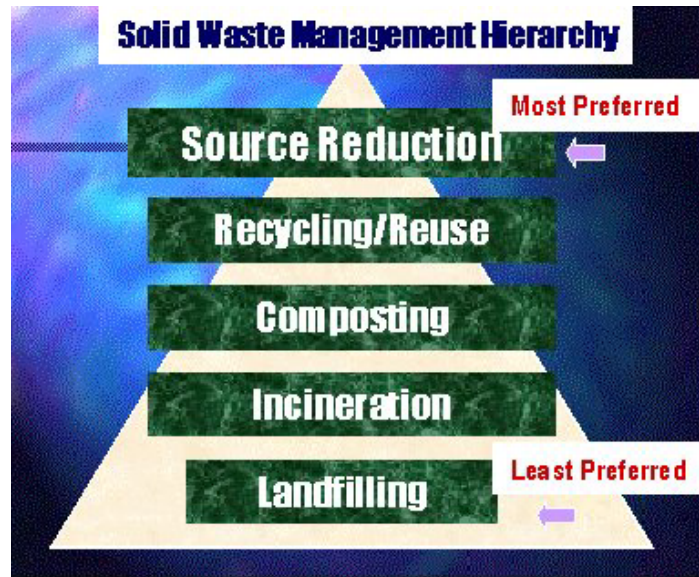 Solid Waste Management Hierarchy
Most Preferred
Source Reduction
Recycling/Reuse
Composting
Incineration
Least Preferred
Landfilling